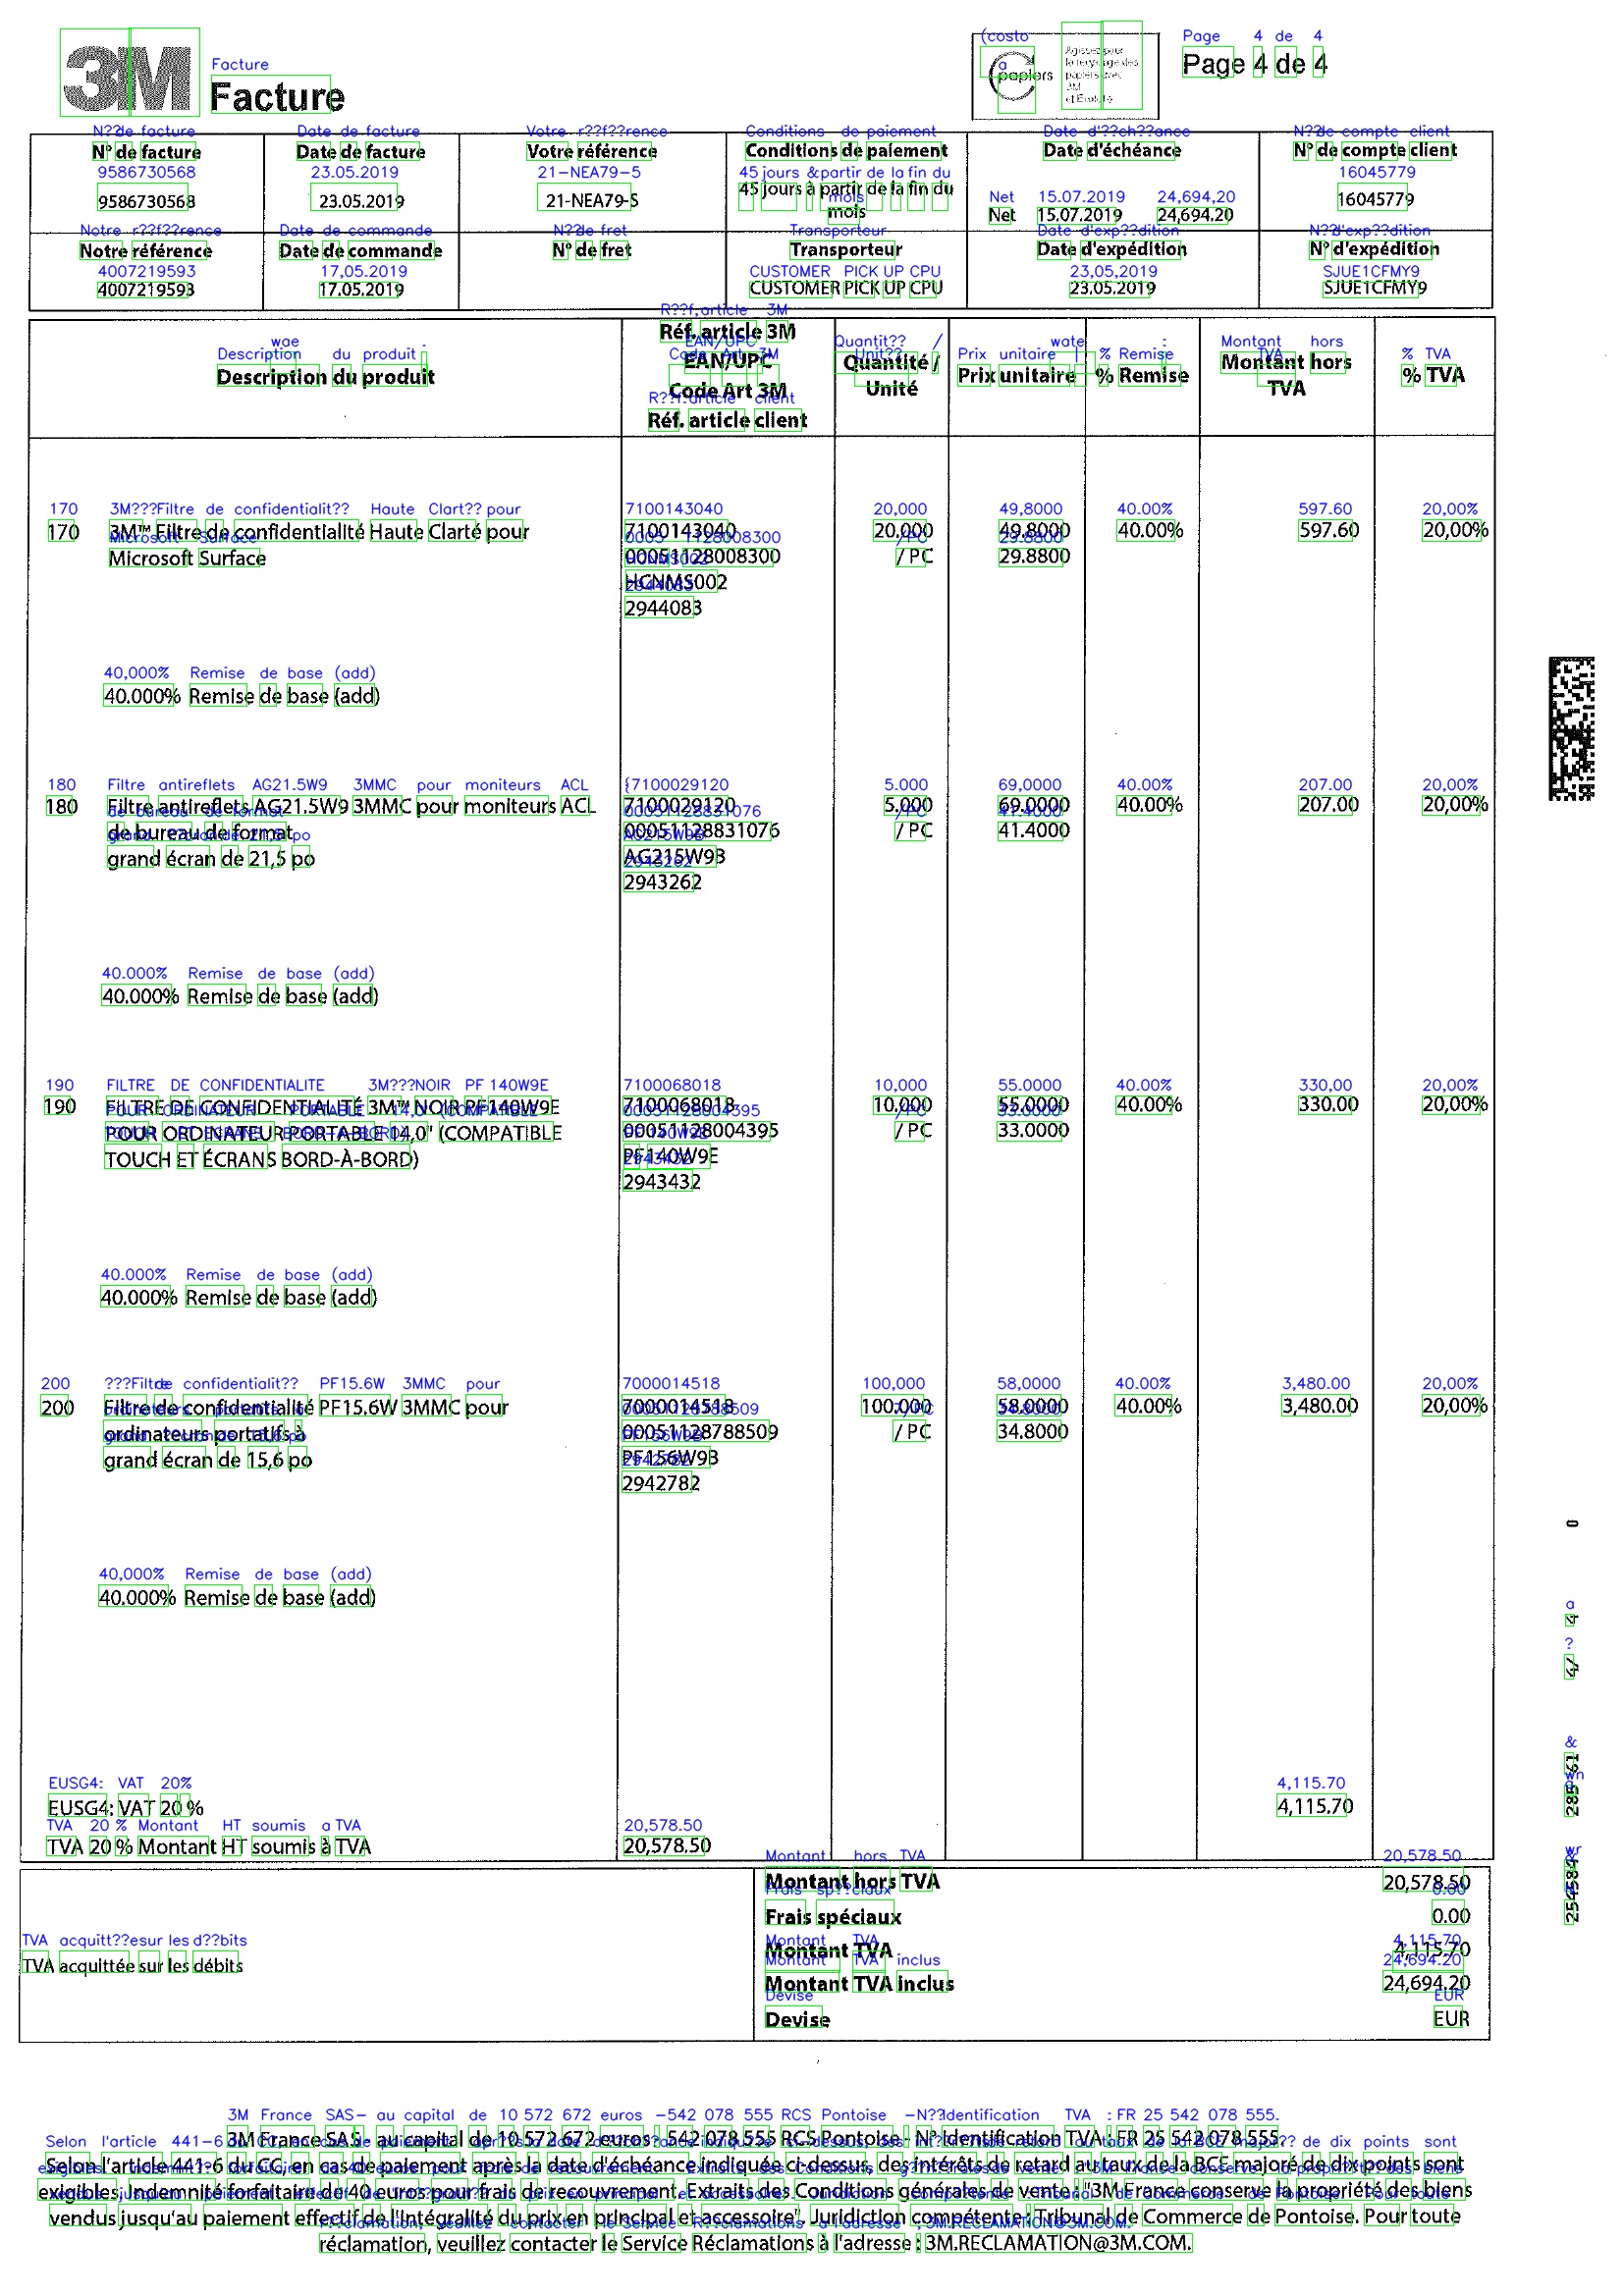 3M Facture
papiers
Page 4 de 4
N° de facture Date de facture Votre référence Conditions de paiement Date d'échéance N° de compte client
9586730568 23.05.2019 21-NEA79-S 45 jours à partir de la fin du mois Net 15.07.2019 24,694.20 16045779
Notre référence Date de commande N° de fret Transporteur Date d'expédition N° d'expédition
4007219593 17.05.2019 CUSTOMER PICK UP CPU 23.05.2019 SJUE1CFMY9
Description du produit Réf. article 3M EAN/UPC Code Art 3M Réf. article client Quantité / Unité Prix unitaire % Remise Montant hors TVA % TVA
170 3M™ Filtre de confidentialité Haute Clarté pour 7100143040 20,000 49.8000 40.00% 597.60 20,00%
Microsoft Surface 00051128008300 / PC 29.8800
HCNMS002
2944083
40.000% Remise de base (add)
180 Filtre antireflets AG21.5W9 3MMC pour moniteurs ACL 7100029120 5.000 69.0000 40.00% 207.00 20,00%
de bureau de format 00051128831076 / PC 41.4000
grand écran de 21,5 po AG215W9B
2943262
40.000% Remise de base (add)
190 FILTRE DE CONFIDENTIALITÉ 3M™ NOIR PF140W9E 7100068018 10,000 55.0000 40.00% 330.00 20,00%
POUR ORDINATEUR PORTABLE 14,0" (COMPATIBLE 00051128004395 / PC 33.0000
TOUCH ET ÉCRANS BORD-À-BORD) PF140W9E
2943432
40.000% Remise de base (add)
200 Filtre de confidentialité PF15.6W 3MMC pour 7000014518 100,000 58.0000 40.00% 3,480.00 20,00%
ordinateurs portatifs à 00051128788509 / PC 34.8000
grand écran de 15,6 po PF156W9B
2942782
40.000% Remise de base (add)
EUSG4: VAT 20 % 4,115.70
TVA 20 % Montant HT soumis à TVA 20,578.50
Montant hors TVA 20,578.50
Frais spéciaux 0.00
TVA acquittée sur les débits
Montant TVA 4,115.70
Montant TVA inclus 24,694.20
Devise EUR
3M France SAS - au capital de 10 572 672 euros - 542 078 555 RCS Pontoise - N° Identification TVA : FR 25 542 078 555.
Selon l'article 441-6 du CC, en cas de paiement après la date d'échéance indiquée ci-dessus, des intérêts de retard au taux de la BCE majoré de dix points sont
exigibles. Indemnité forfaitaire de 40 euros pour frais de recouvrement. Extraits des Conditions générales de vente : "3M France conserve la propriété des biens
vendus jusqu'au paiement effectif de l'intégralité du prix en principal et accessoire". Juridiction compétente : Tribunal de Commerce de Pontoise. Pour toute
réclamation, veuillez contacter le Service Réclamations à l'adresse : 3M.RECLAMATION@3M.COM.